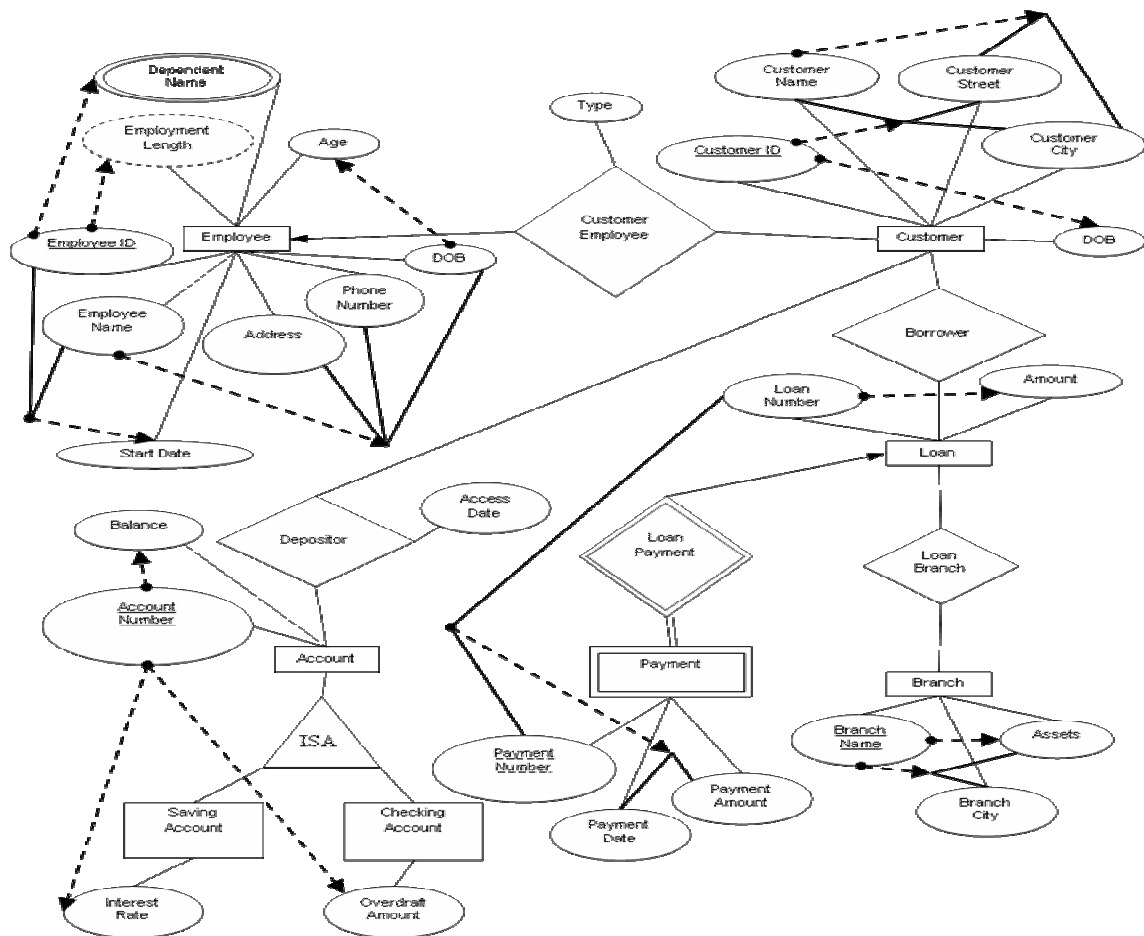 Dependent
Name
Employment
Length
Age
Employee ID
Employee
DOB
Employee
Name
Address
Phone
Number
Start Date
Type
Customer
Employee
Customer
Name
Customer
Street
Customer ID
Customer
City
Customer
DOB
Borrower
Loan
Number
Amount
Loan
Balance
Depositor
Access
Date
Loan
Payment
Loan
Branch
Account
Number
Account
Payment
Branch
ISA
Payment
Number
Branch
Name
Assets
Saving
Account
Checking
Account
Payment
Date
Payment
Amount
Branch
City
Interest
Rate
Overdraft
Amount